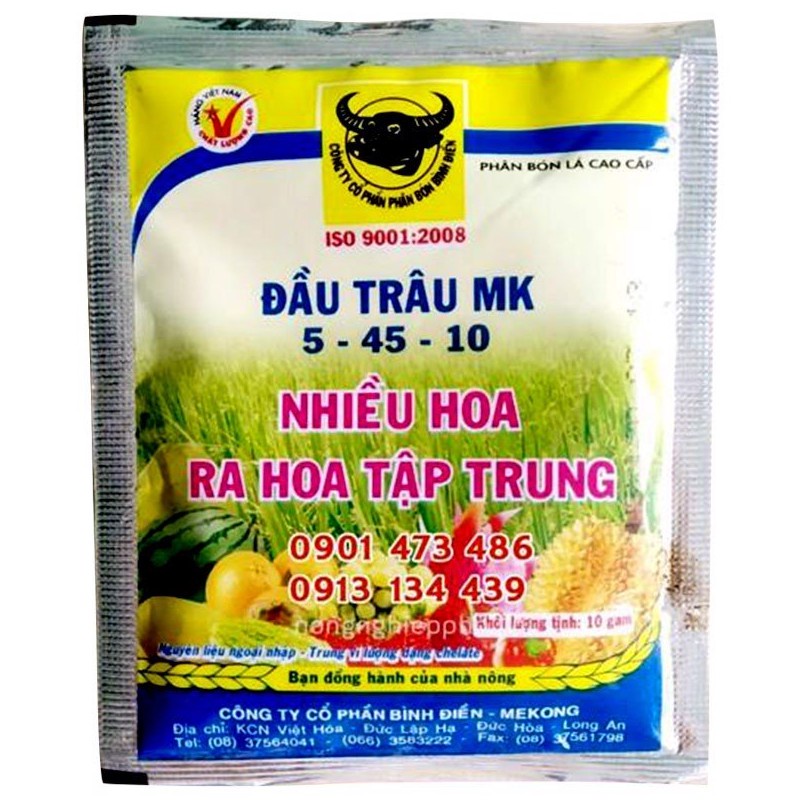 HÀNG VIỆT NAM
CHẤT LƯỢNG CAO
CÔNG TY CỔ PHẦN PHÂN BÓN BÌNH ĐIỀN
PHÂN BÓN LÁ CAO CẤP
ISO 9001:2008
ĐẦU TRÂU MK
5 - 45 - 10
NHIỀU HOA
RA HOA TẬP TRUNG
0901 473 486
0913 134 439
nongnghiepph
Khối lượng tịnh: 10 gam
Nguyên liệu ngoại nhập - Trung vi lượng dạng chelate
Bạn đồng hành của nhà nông
CÔNG TY CỔ PHẦN BÌNH ĐIỀN - MEKONG
Địa chỉ: KCN Việt Hóa - Đức Lập Hạ - Đức Hòa - Long An
Tel: (08) 37564041 - (066) 3583222 Fax: (08) 37561798